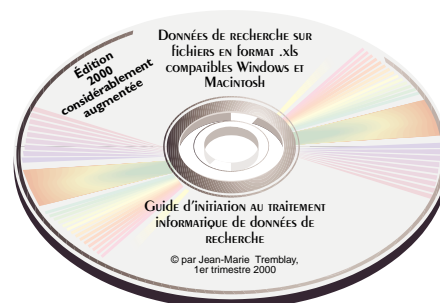 Données de recherche sur
fichiers en format .xls
compatibles Windows et
Macintosh
Édition
2000
considérablement
augmentée
Guide d'initiation au traitement
informatique de données de
recherche
© par Jean-Marie Tremblay,
1er trimestre 2000